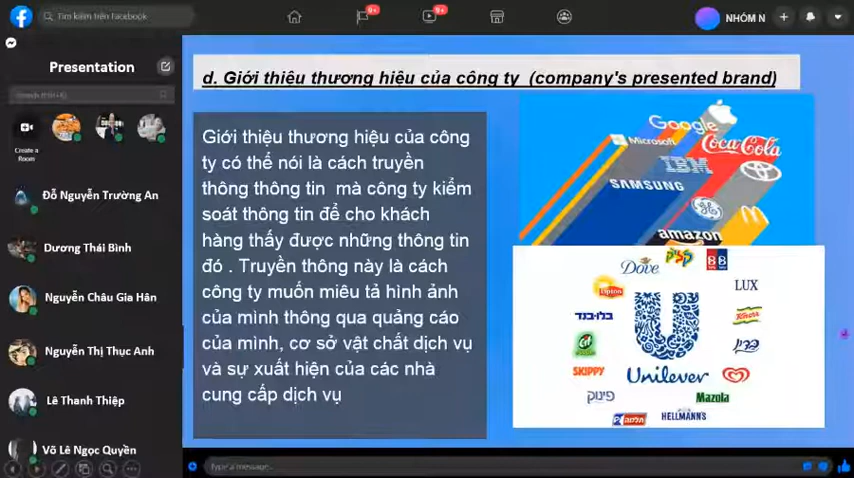 Tìm kiếm trên Facebook
9+
9+
NHÓM N
Presentation
Create a
Room
Đỗ Nguyễn Trường An
Dương Thái Bình
Nguyễn Châu Gia Hân
Nguyễn Thị Thục Anh
Lê Thanh Thiệp
Võ Lê Ngọc Quyền
d. Giới thiệu thương hiệu của công ty (company's presented brand)
Giới thiệu thương hiệu của công
ty có thể nói là cách truyền
thông thông tin mà công ty kiểm
soát thông tin để cho khách
hàng thấy được những thông tin
đó . Truyền thông này là cách
công ty muốn miêu tả hình ảnh
của mình thông qua quảng cáo
của mình, cơ sở vật chất dịch vụ
và sự xuất hiện của các nhà
cung cấp dịch vụ
Google
Microsoft
Coca-Cola
IBM
SAMSUNG
amazon
Dove
קליק
Lipton
LUX
בלו-בנד
Knorr
SKIPPY
Unilever
Mazola
פינוק
HELLMANN'S
Type a message...